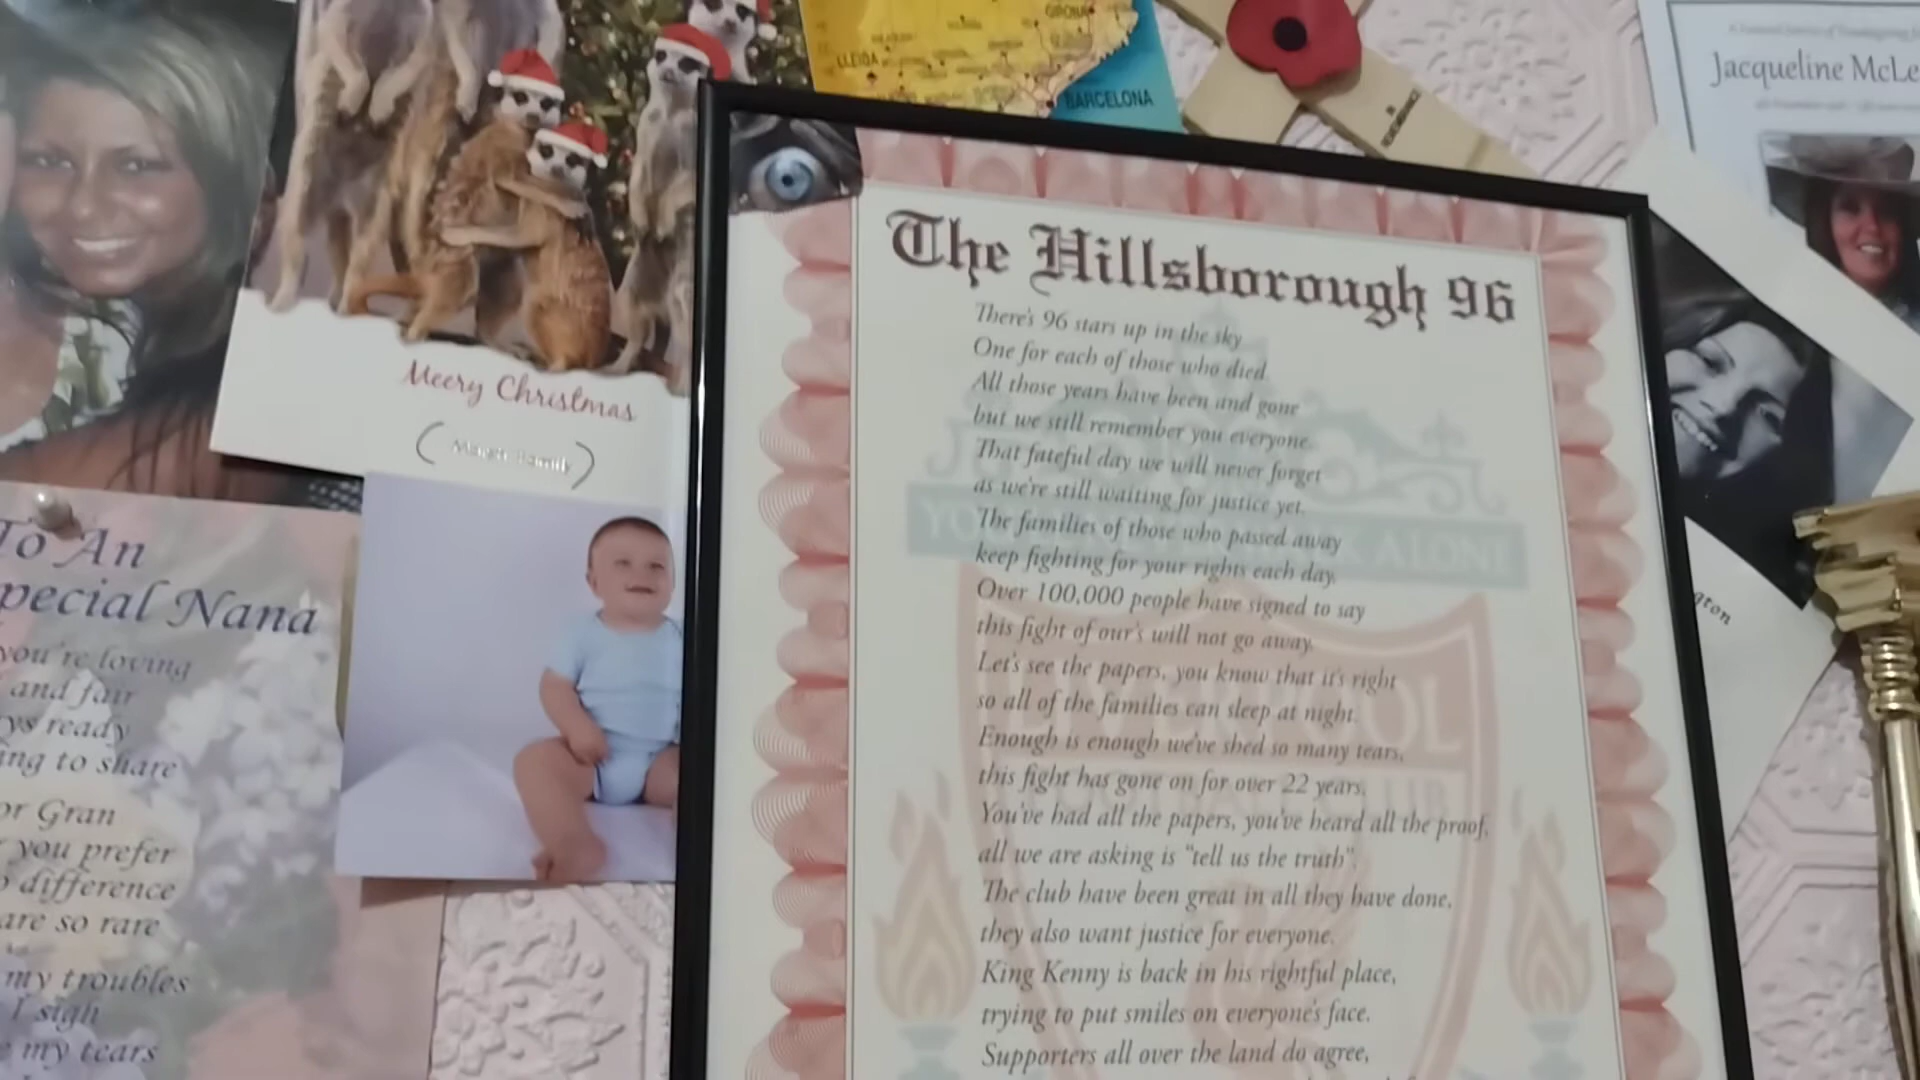 LLEIDA
GIRONA
BARCELONA
Jacqueline McLe
The Hillsborough 96
There's 96 stars up in the sky
One for each of those who died.
All those years have been and gone
but we still remember you everyone.
That fateful day we will never forget
as we're still waiting for justice yet.
The families of those who passed away
keep fighting for your rights each day.
Over 100,000 people have signed to say
this fight of our's will not go away.
Let's see the papers, you know that it's right
so all of the families can sleep at night.
Enough is enough we've shed so many tears,
this fight has gone on for over 22 years.
You've had all the papers, you've heard all the proof,
all we are asking is "tell us the truth".
The club have been great in all they have done,
they also want justice for everyone.
King Kenny is back in his rightful place,
trying to put smiles on everyone's face.
Supporters all over the land do agree,
YO
K ALONE
Meery Christmas
To An
pecial Nana
you're loving
and fair
ys ready
ing to share
or Gran
you prefer
difference
are so rare
my troubles
I sigh
my tears
gton